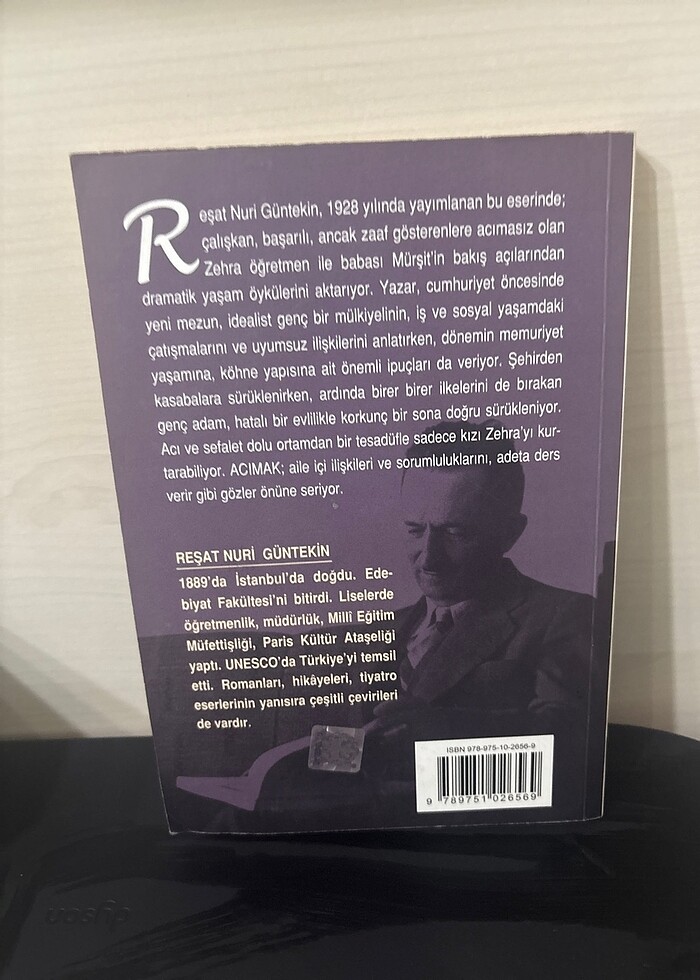 Reşat Nuri Güntekin, 1928 yılında yayımlanan bu eserinde;
çalışkan, başarılı, ancak zaaf gösterenlere acımasız olan
Zehra öğretmen ile babası Mürşit'in bakış açılarından
dramatik yaşam öykülerini aktarıyor. Yazar, cumhuriyet öncesinde
yeni mezun, idealist genç bir mülkiyelinin, iş ve sosyal yaşamdaki
çatışmalarını ve uyumsuz ilişkilerini anlatırken, dönemin memuriyet
yaşamına, köhne yapısına ait önemli ipuçları da veriyor. Şehirden
kasabalara sürüklenirken, ardında birer birer ilkelerini de bırakan
genç adam, hatalı bir evlilikle korkunç bir sona doğru sürükleniyor.
Acı ve sefalet dolu ortamdan bir tesadüfle sadece kızı Zehra'yı kur-
tarabiliyor. ACIMAK; aile içi ilişkileri ve sorumluluklarını, adeta ders
verir gibi gözler önüne seriyor.
REŞAT NURİ GÜNTEKİN
1889'da İstanbul'da doğdu. Ede-
biyat Fakültesi'ni bitirdi. Liselerde
öğretmenlik, müdürlük, Millî Eğitim
Müfettişliği, Paris Kültür Ataşeliği
yaptı. UNESCO'da Türkiye'yi temsil
etti. Romanları, hikâyeleri, tiyatro
eserlerinin yanısıra çeşitli çevirileri
de vardır.
ISBN 978-975-10-2656-9
9 789751 026569